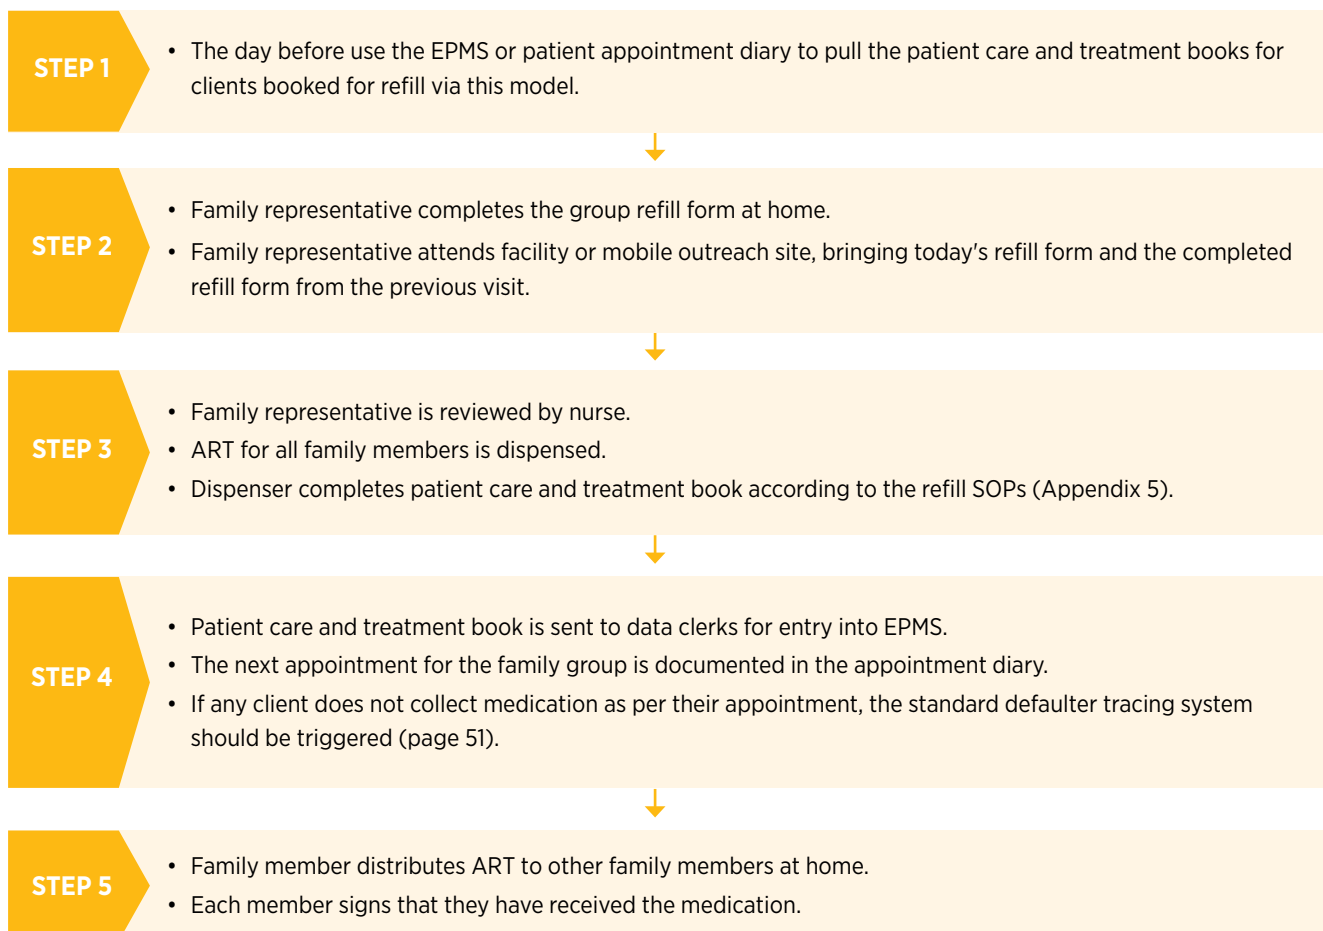 STEP 1
• The day before use the EPMS or patient appointment diary to pull the patient care and treatment books for
clients booked for refill via this model.
STEP 2
• Family representative completes the group refill form at home.
• Family representative attends facility or mobile outreach site, bringing today's refill form and the completed
refill form from the previous visit.
STEP 3
• Family representative is reviewed by nurse.
• ART for all family members is dispensed.
• Dispenser completes patient care and treatment book according to the refill SOPs (Appendix 5).
STEP 4
• Patient care and treatment book is sent to data clerks for entry into EPMS.
• The next appointment for the family group is documented in the appointment diary.
• If any client does not collect medication as per their appointment, the standard defaulter tracing system
should be triggered (page 51).
STEP 5
• Family member distributes ART to other family members at home.
• Each member signs that they have received the medication.